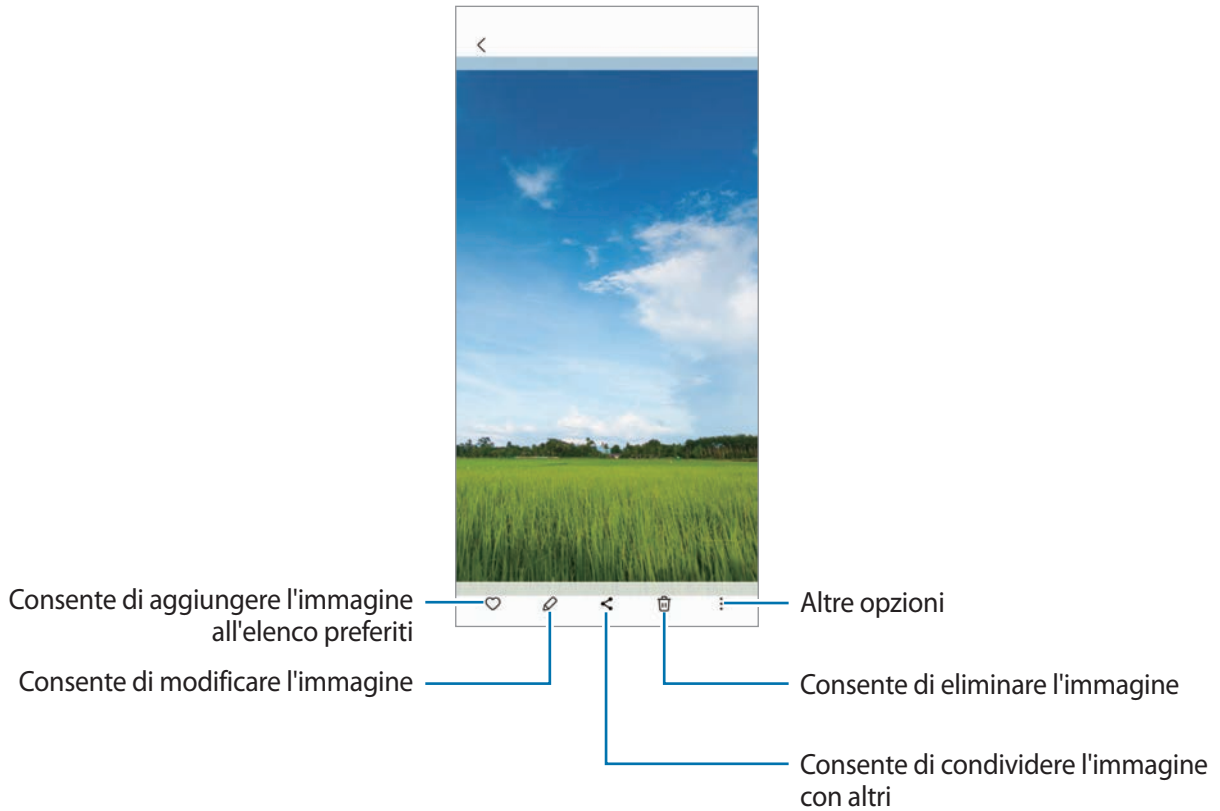 Consente di aggiungere l'immagine
all'elenco preferiti
Altre opzioni
Consente di modificare l'immagine
Consente di eliminare l'immagine
Consente di condividere l'immagine
con altri